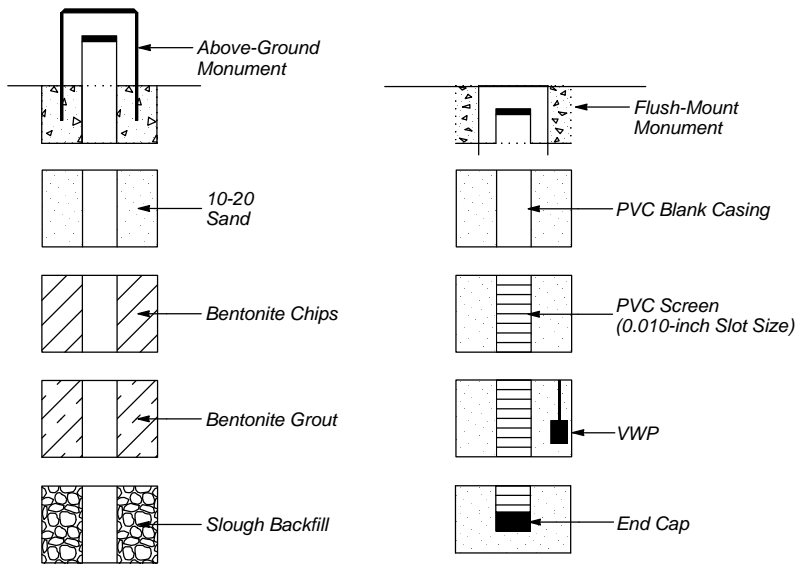 Above-Ground
Monument
10-20
Sand
Bentonite Chips
Bentonite Grout
Slough Backfill
Flush-Mount
Monument
PVC Blank Casing
PVC Screen
(0.010-inch Slot Size)
VWP
End Cap